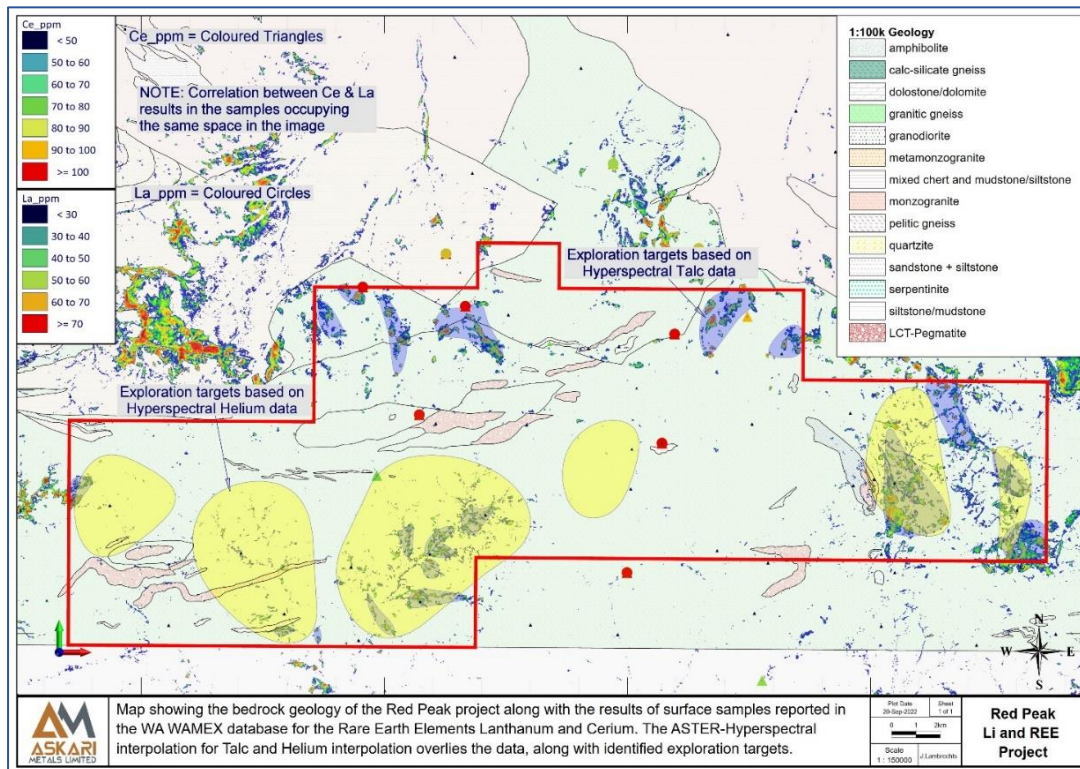 Ce_ppm
< 50
50 to 60
60 to 70
70 to 80
80 to 90
90 to 100
>= 100
La_ppm
< 30
30 to 40
40 to 50
50 to 60
60 to 70
>= 70
Ce_ppm = Coloured Triangles
NOTE: Correlation between Ce & La
results in the samples occupying
the same space in the image
La_ppm = Coloured Circles
Exploration targets based on
Hyperspectral Talc data
Exploration targets based on
Hyperspectral Helium data
1:100k Geology
amphibolite
calc-silicate gneiss
dolostone/dolomite
granitic gneiss
granodiorite
metamonzogranite
mixed chert and mudstone/siltstone
monzogranite
pelitic gneiss
quartzite
sandstone + siltstone
serpentinite
siltstone/mudstone
LCT-Pegmatite
N
W
E
S
AM
ASKARI
METALS LIMITED
Map showing the bedrock geology of the Red Peak project along with the results of surface samples reported
in the WA WAMEX database for the Rare Earth Elements Lanthanum and Cerium. The ASTER-Hyperspectral
interpolation for Talc and Helium interpolation overlies the data, along with identified exploration targets.
Plot Date
Sheet
29-Sep-2022
1 of 1
0 1 2km
Scale
1 : 150000
J.Lambrechts
Red Peak
Li and REE
Project